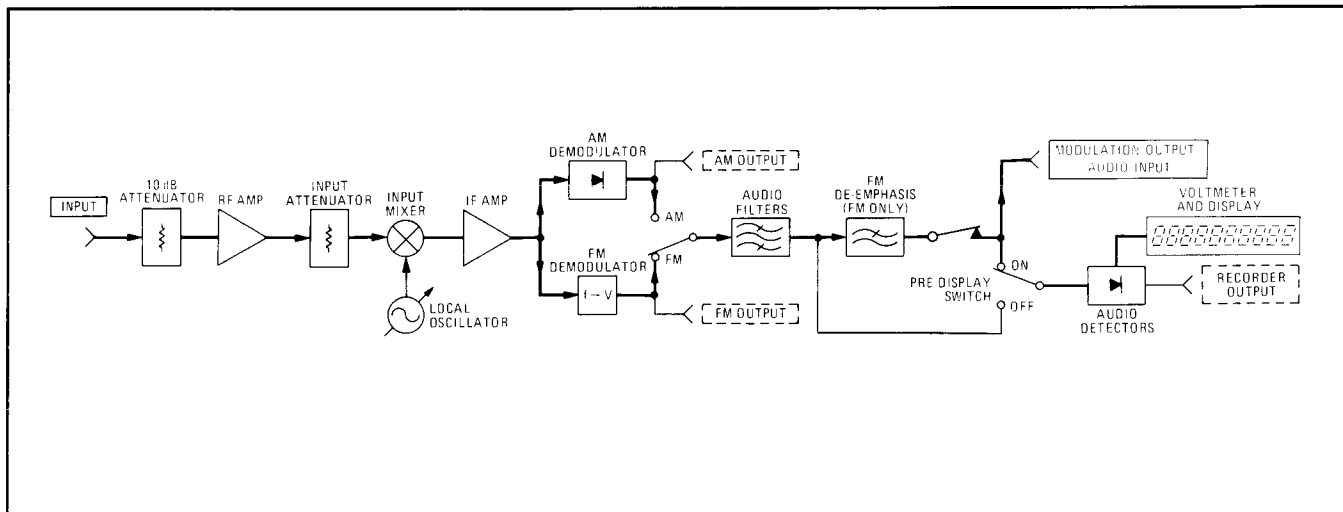 INPUT
10 dB
ATTENUATOR
RF AMP
INPUT
ATTENUATOR
INPUT
MIXER
LOCAL
OSCILLATOR
IF AMP
AM
DEMODULATOR
AM OUTPUT
AM
FM
FM
DEMODULATOR
f → V
FM OUTPUT
AUDIO
FILTERS
FM
DE-EMPHASIS
(FM ONLY)
MODULATION OUTPUT
AUDIO INPUT
VOLTMETER
AND DISPLAY
ON
PRE DISPLAY
SWITCH
OFF
AUDIO
DETECTORS
RECORDER
OUTPUT